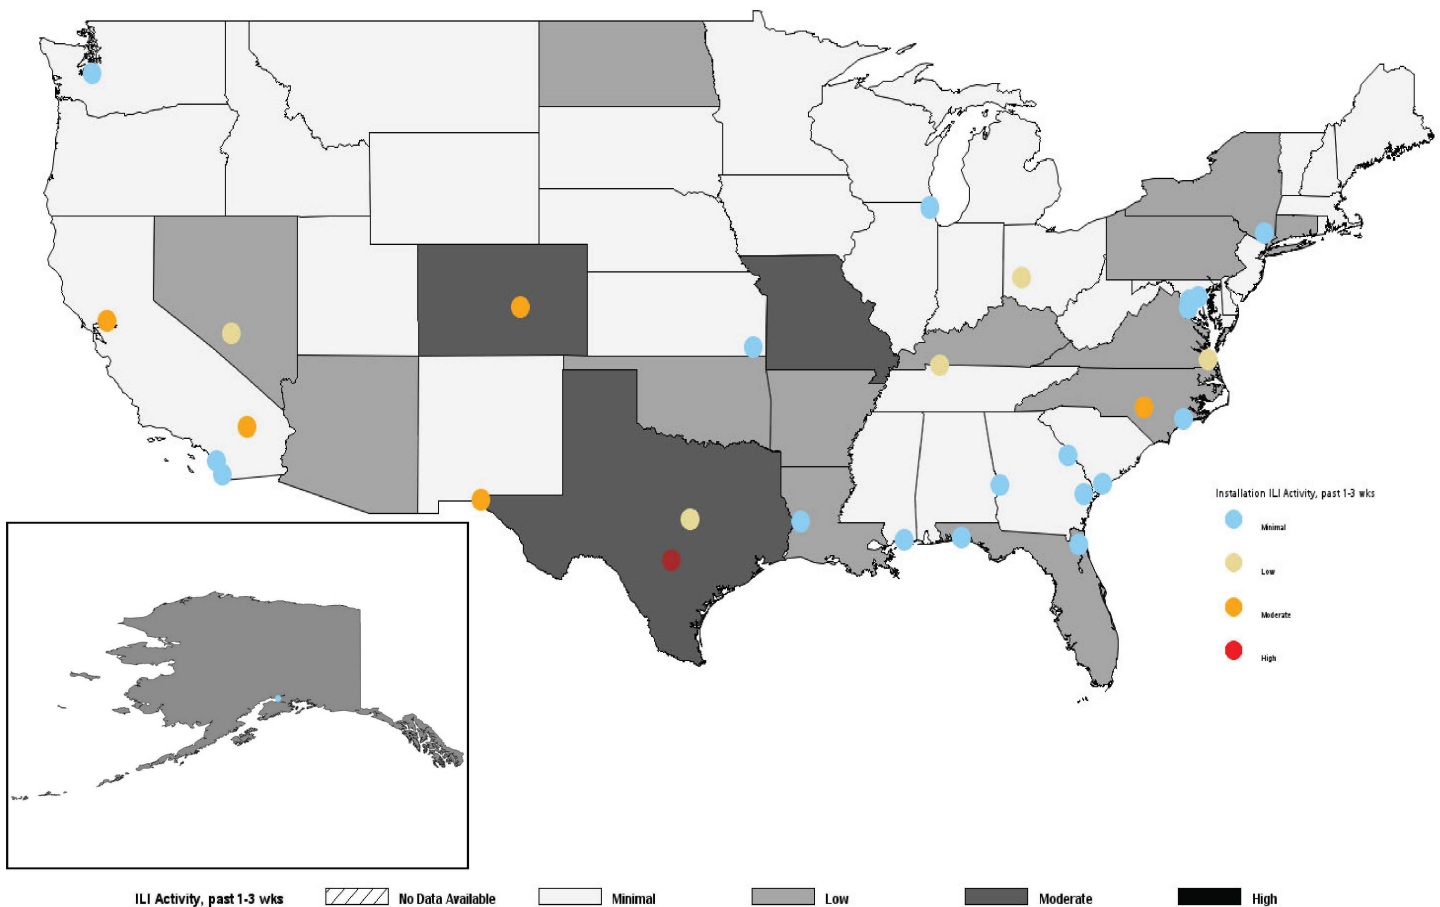 Installation ILI Activity, past 1-3 wks
Minimal
Low
Moderate
High
ILI Activity, past 1-3 wks No Data Available Minimal Low Moderate High